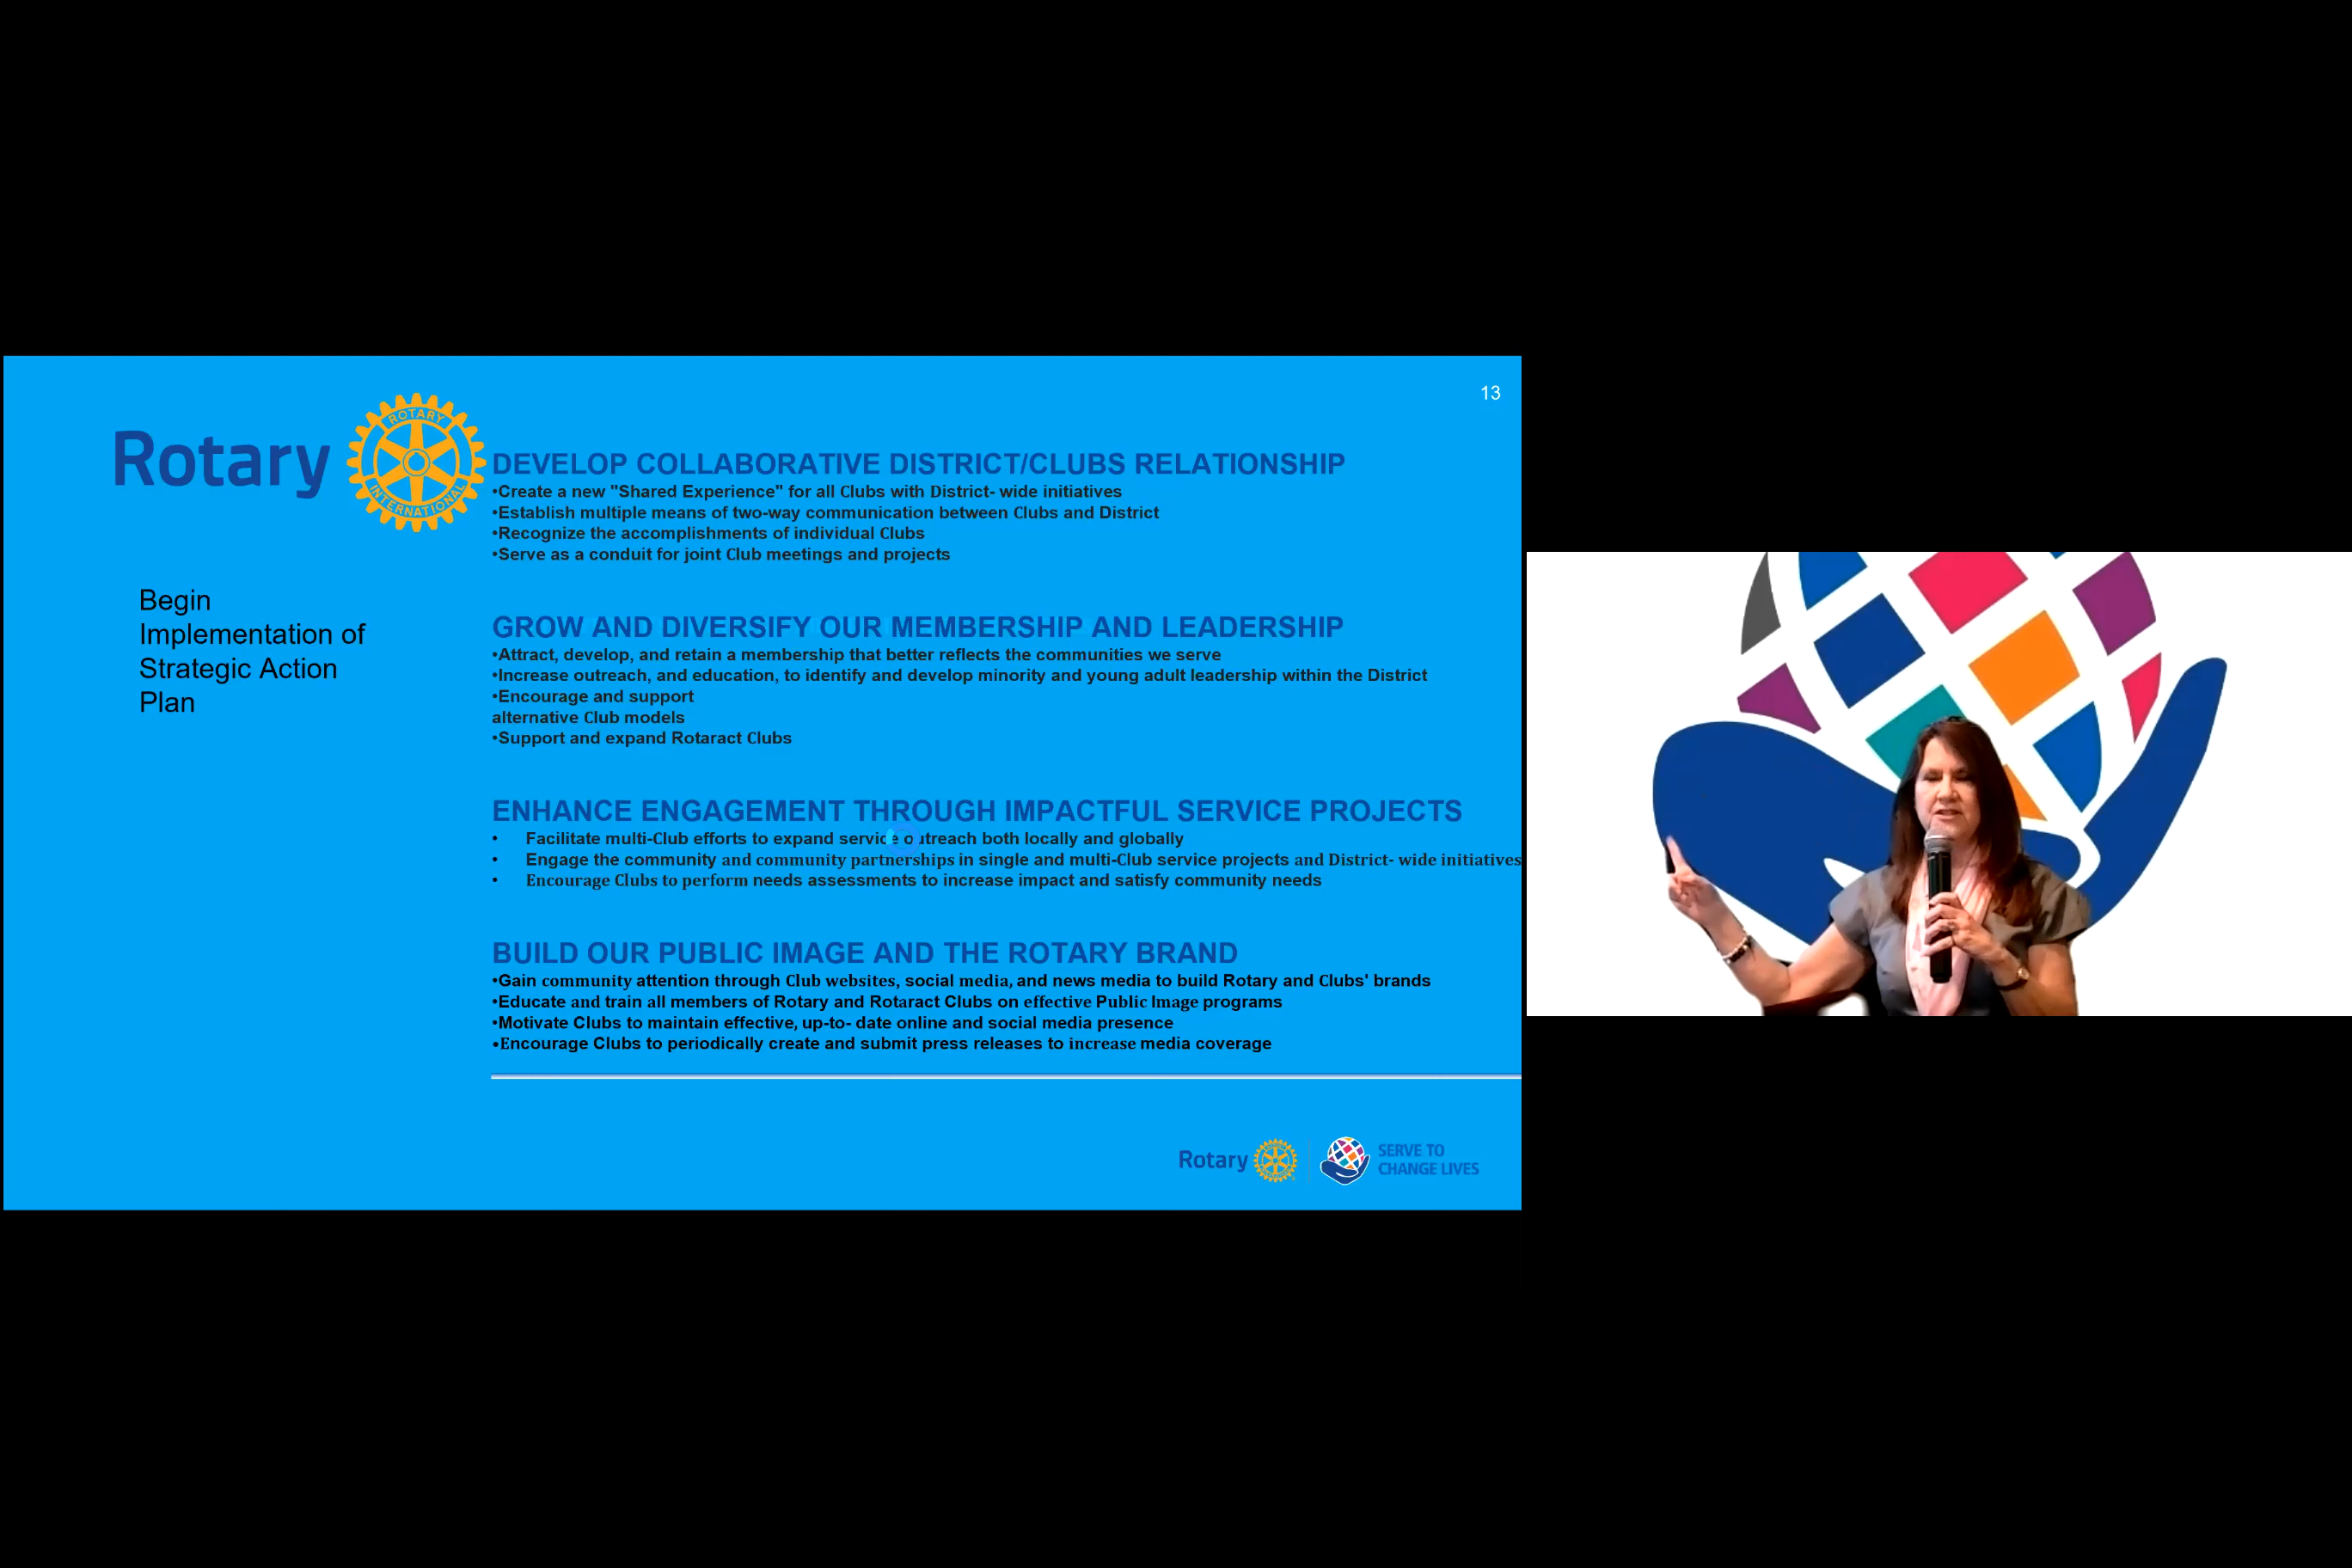 13
Rotary
ROTARY
INTERNATIONAL
Begin
Implementation of
Strategic Action
Plan
DEVELOP COLLABORATIVE DISTRICT/CLUBS RELATIONSHIP
•Create a new "Shared Experience" for all Clubs with District- wide initiatives
•Establish multiple means of two-way communication between Clubs and District
•Recognize the accomplishments of individual Clubs
•Serve as a conduit for joint Club meetings and projects
GROW AND DIVERSIFY OUR MEMBERSHIP AND LEADERSHIP
•Attract, develop, and retain a membership that better reflects the communities we serve
•Increase outreach, and education, to identify and develop minority and young adult leadership within the District
•Encourage and support
alternative Club models
•Support and expand Rotaract Clubs
ENHANCE ENGAGEMENT THROUGH IMPACTFUL SERVICE PROJECTS
• Facilitate multi-Club efforts to expand service outreach both locally and globally
• Engage the community and community partnerships in single and multi-Club service projects and District- wide initiatives
• Encourage Clubs to perform needs assessments to increase impact and satisfy community needs
BUILD OUR PUBLIC IMAGE AND THE ROTARY BRAND
•Gain community attention through Club websites, social media, and news media to build Rotary and Clubs' brands
•Educate and train all members of Rotary and Rotaract Clubs on effective Public Image programs
•Motivate Clubs to maintain effective, up-to- date online and social media presence
•Encourage Clubs to periodically create and submit press releases to increase media coverage
Rotary
SERVE TO
CHANGE LIVES